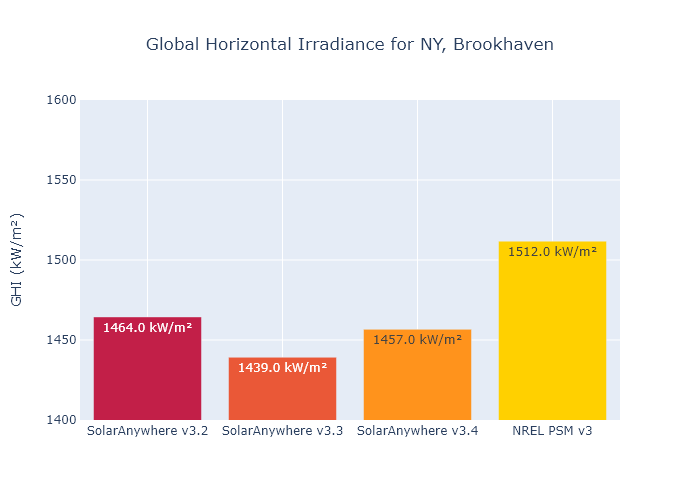 Global Horizontal Irradiance for NY, Brookhaven
GHI (kW/m²)
1600
1550
1500
1450
1400
1464.0 kW/m²
1439.0 kW/m²
1457.0 kW/m²
1512.0 kW/m²
SolarAnywhere v3.2
SolarAnywhere v3.3
SolarAnywhere v3.4
NREL PSM v3